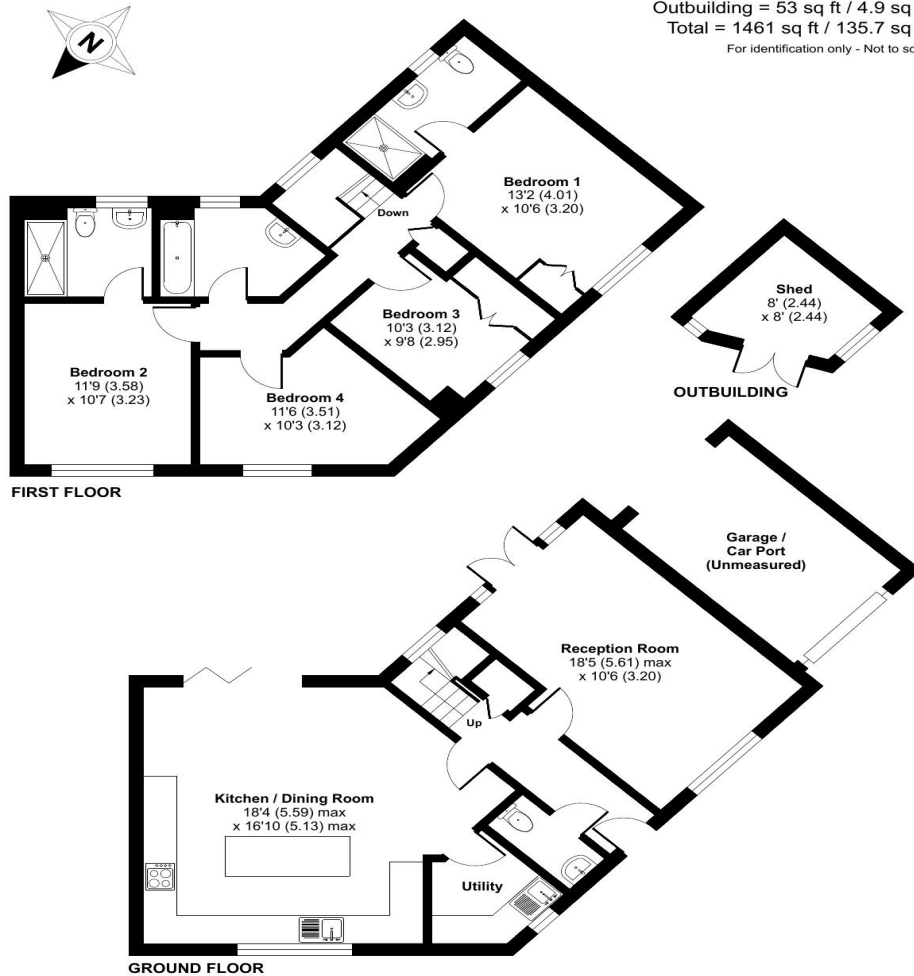 Outbuilding = 53 sq ft / 4.9 sq
Total = 1461 sq ft / 135.7 sq
For identification only - Not to sc
N
Bedroom 1
13'2 (4.01)
x 10'6 (3.20)
Down
Bedroom 3
10'3 (3.12)
x 9'8 (2.95)
Bedroom 2
11'9 (3.58)
x 10'7 (3.23)
Bedroom 4
11'6 (3.51)
x 10'3 (3.12)
FIRST FLOOR
Shed
8' (2.44)
x 8' (2.44)
OUTBUILDING
Garage /
Car Port
(Unmeasured)
Reception Room
18'5 (5.61) max
x 10'6 (3.20)
Up
Kitchen / Dining Room
18'4 (5.59) max
x 16'10 (5.13) max
Utility
GROUND FLOOR